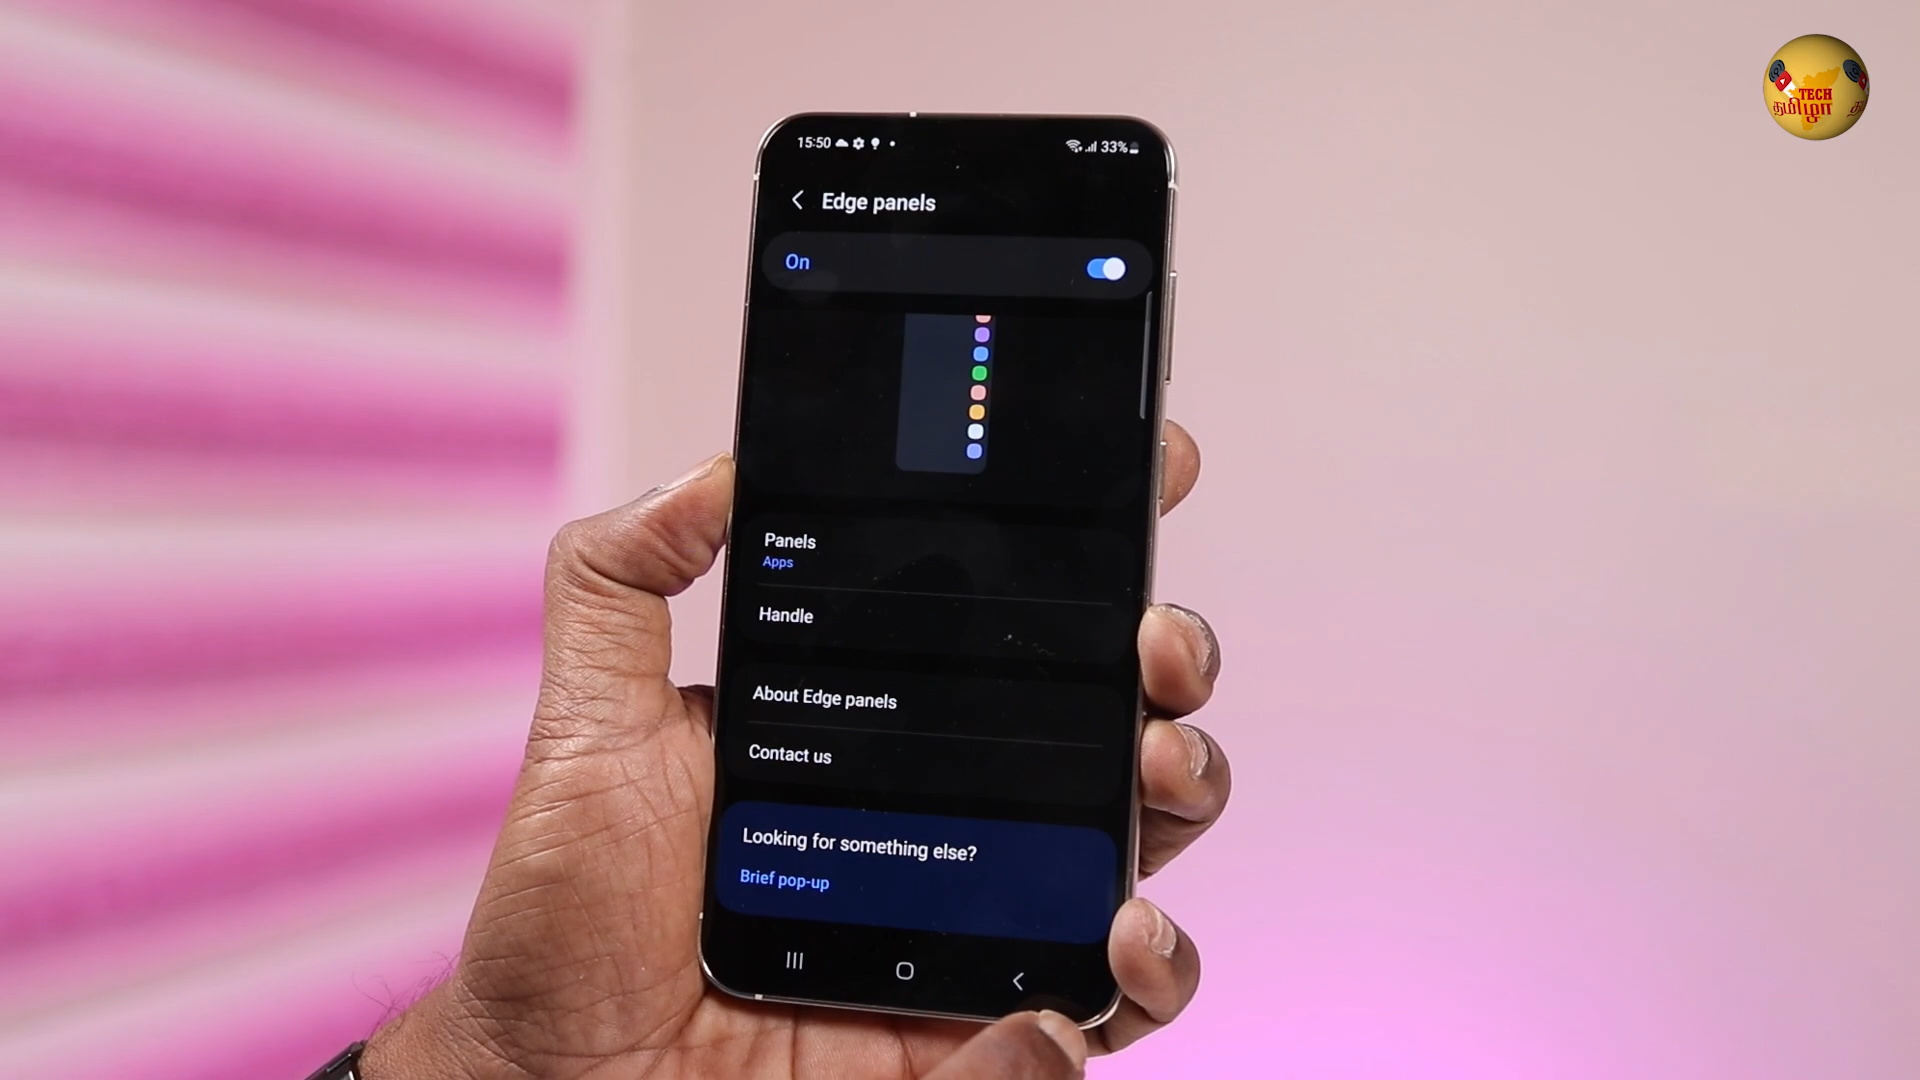 TECH
தமிழா
15:50
33%
Edge panels
On
Panels
Apps
Handle
About Edge panels
Contact us
Looking for something else?
Brief pop-up